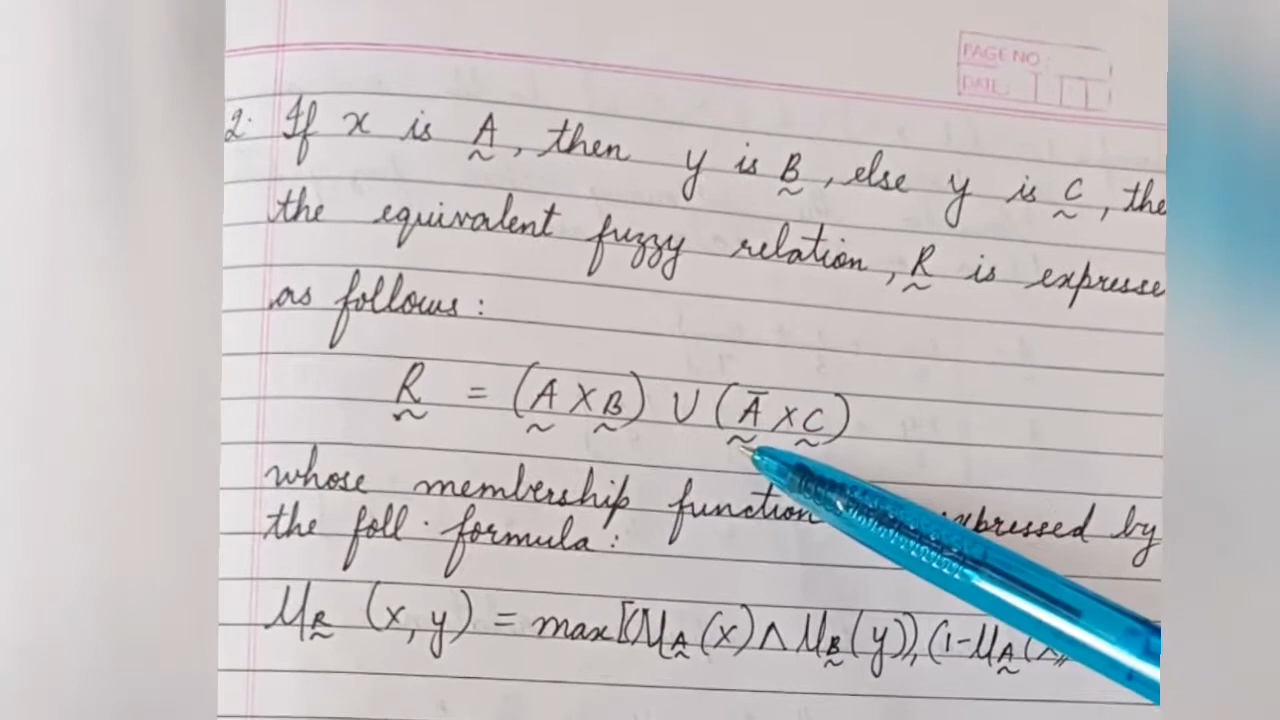 PAGE NO.
DATE
2. If x is A̰, then y is B̰, else y is C̰, the
the equivalent fuzzy relation, R̰ is expresse
as follows:
R̰ = (A̰ × B̰) ∪ (Ā̰ × C̰)
whose membership function expressed by
the foll. formula:
μR̰ (x, y) = max[(μA̰(x) ∧ μB̰(y)), (1-μA̰(x)